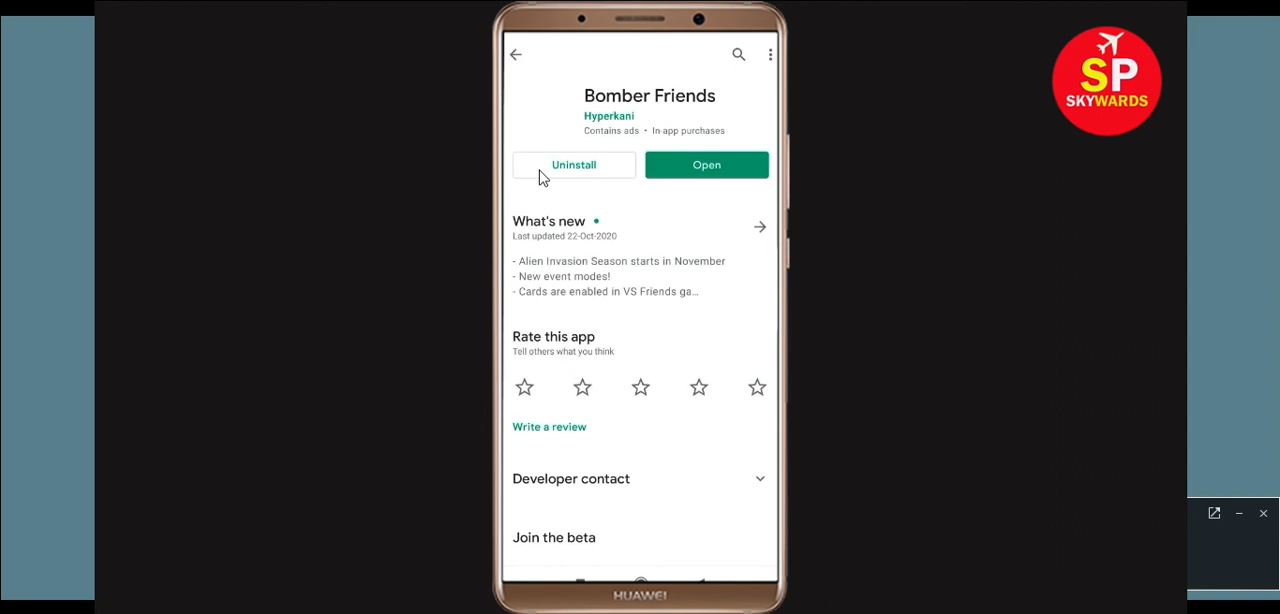 Bomber Friends
Hyperkani
Contains ads • In-app purchases
Uninstall
Open
What's new •
Last updated 22-Oct-2020
- Alien Invasion Season starts in November
- New event modes!
- Cards are enabled in VS Friends ga...
Rate this app
Tell others what you think
Write a review
Developer contact
Join the beta
HUAWEI
SP
SKYWARDS